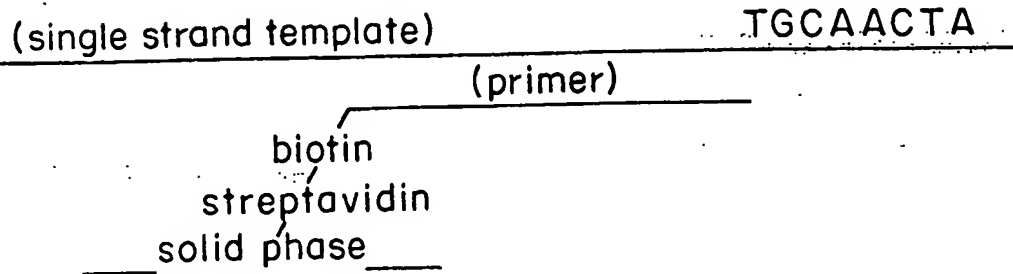 (single strand template) TGCAACTA
(primer)
biotin
streptavidin
solid phase